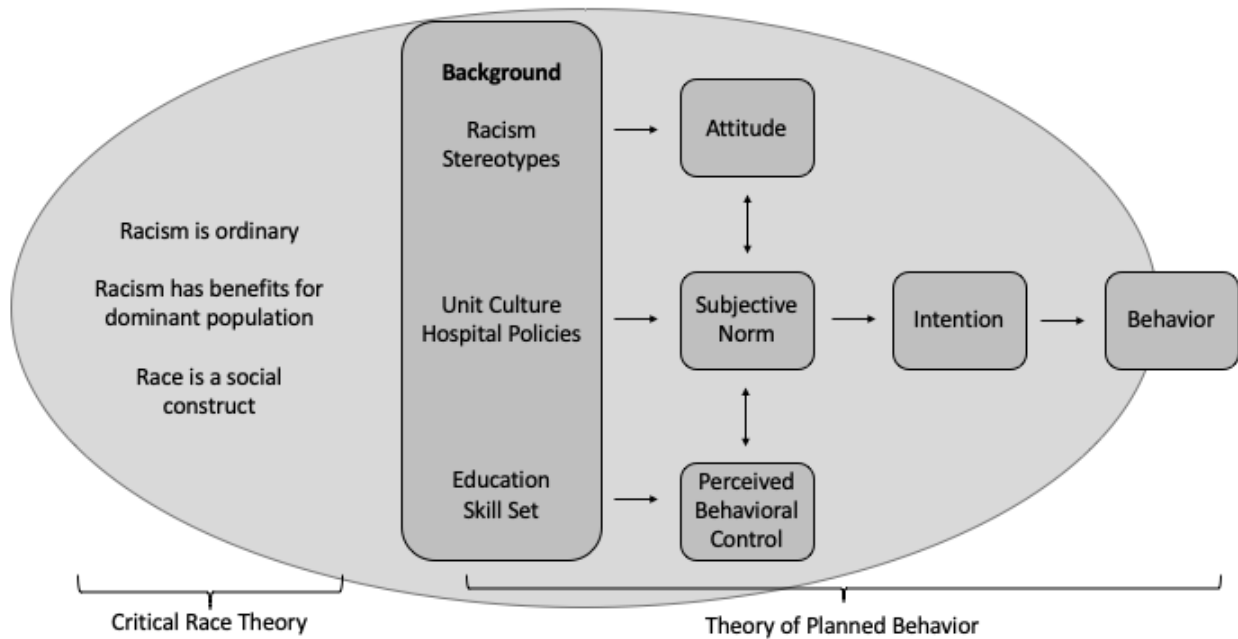 Background
Racism
Stereotypes
Attitude
Racism is ordinary
Racism has benefits for
dominant population
Race is a social
construct
Unit Culture
Hospital Policies
Subjective
Norm
Intention
Behavior
Education
Skill Set
Perceived
Behavioral
Control
Critical Race Theory
Theory of Planned Behavior